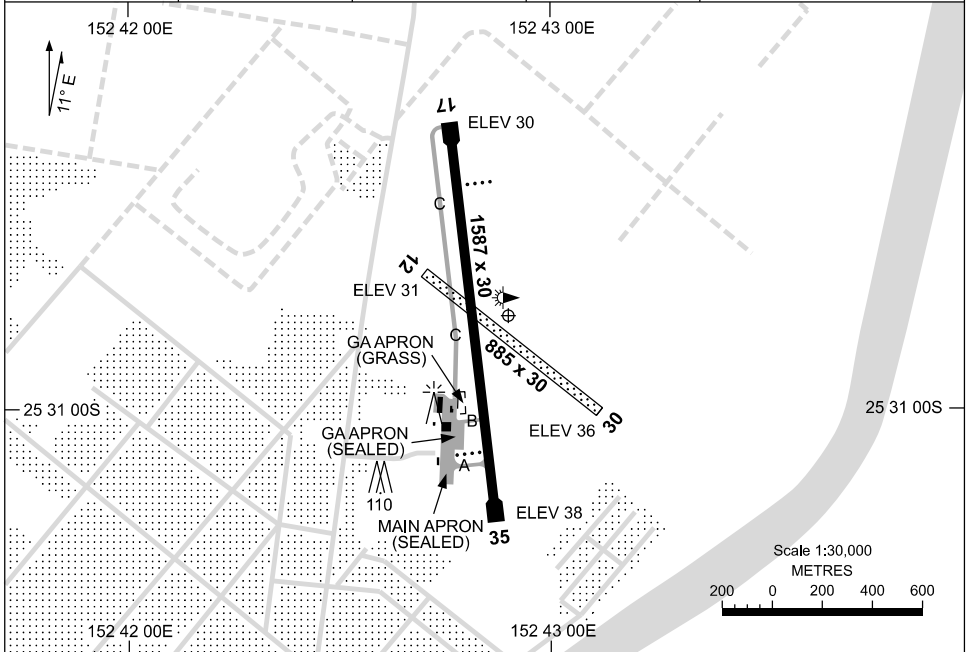 152 42 00E
152 43 00E
11° E
17
ELEV 30
C
1587 x 30
12
ELEV 31
C
GA APRON
(GRASS)
885 x 30
25 31 00S
25 31 00S
B
ELEV 36
30
GA APRON
(SEALED)
A
110
MAIN APRON
(SEALED)
ELEV 38
35
Scale 1:30,000
METRES
200 0 200 400 600
152 42 00E
152 43 00E